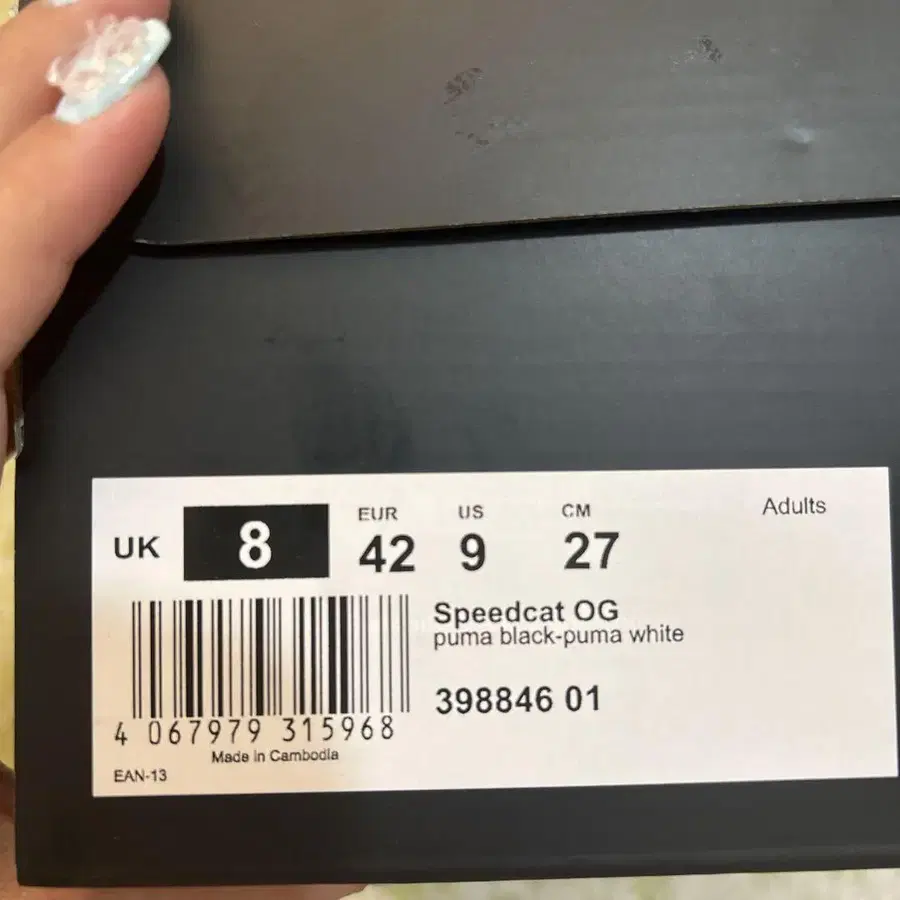 Adults
EUR US CM
UK 8 42 9 27
Speedcat OG
puma black-puma white
398846 01
4 067979 315968
Made in Cambodia
EAN-13